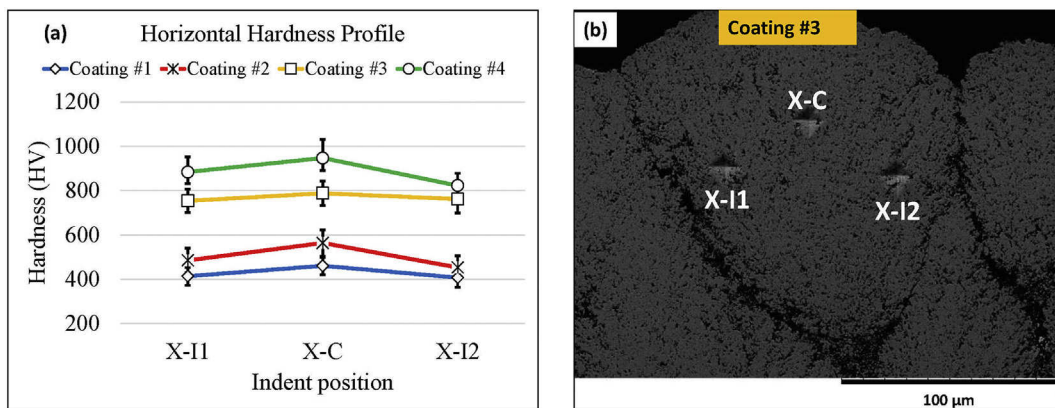 (a) Horizontal Hardness Profile
Coating #1 Coating #2 Coating #3 Coating #4
1200
1000
800
600
400
200
Hardness (HV)
X-I1 X-C X-I2
Indent position
(b) Coating #3
X-C
X-I1
X-I2
100 μm